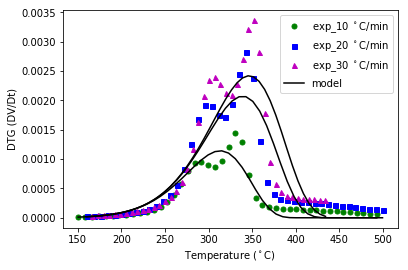 0.0035
0.0030
0.0025
0.0020
0.0015
0.0010
0.0005
0.0000
DTG (DV/Dt)
exp_10 °C/min
exp_20 °C/min
exp_30 °C/min
model
150 200 250 300 350 400 450 500
Temperature (°C)